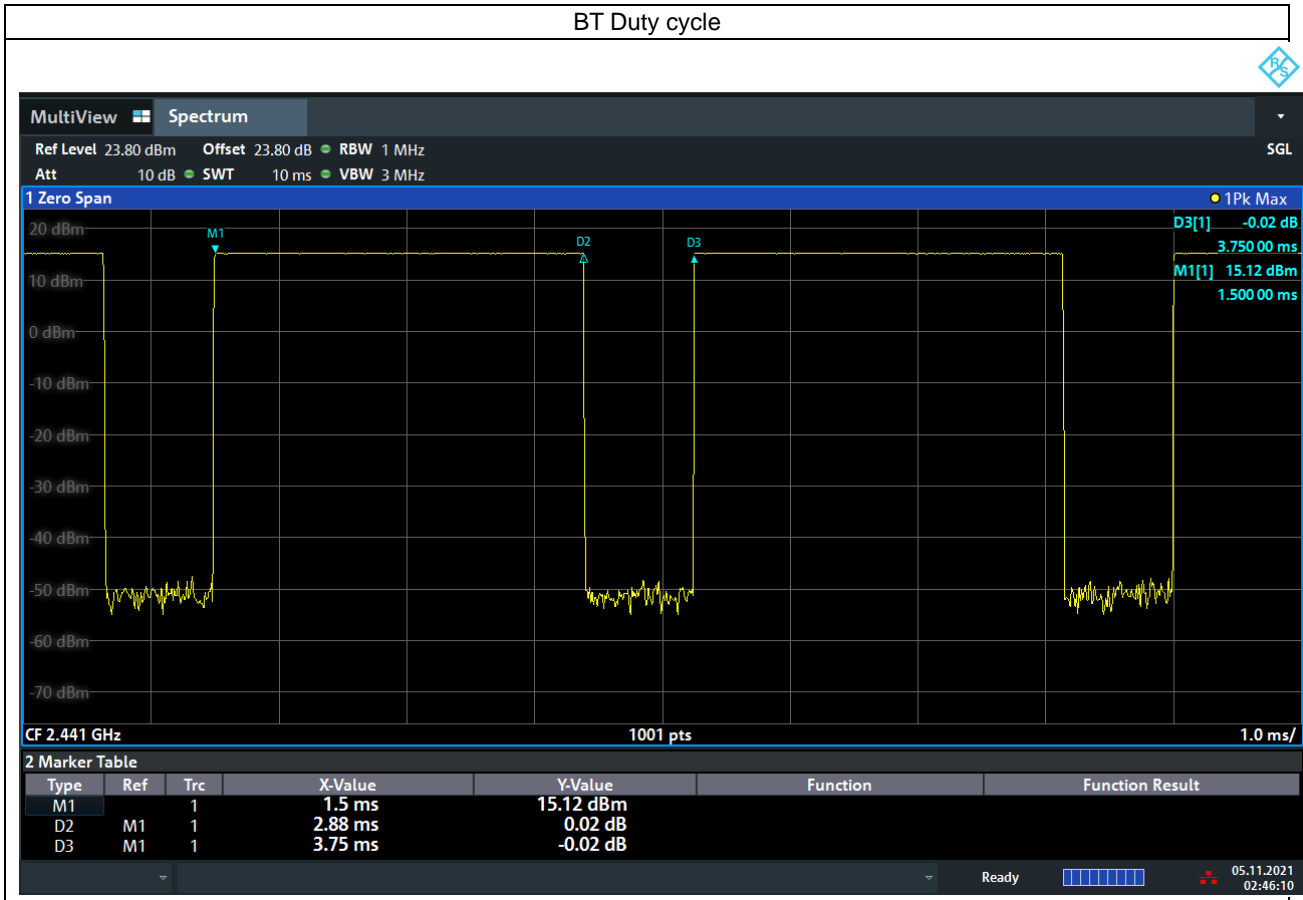 BT Duty cycle
R S
MultiView Spectrum
Ref Level 23.80 dBm Offset 23.80 dB RBW 1 MHz SGL
Att 10 dB SWT 10 ms VBW 3 MHz
1 Zero Span 1Pk Max
D3[1] -0.02 dB
3.750 00 ms
M1[1] 15.12 dBm
1.500 00 ms
20 dBm
M1 D2 D3
10 dBm
0 dBm
-10 dBm
-20 dBm
-30 dBm
-40 dBm
-50 dBm
-60 dBm
-70 dBm
CF 2.441 GHz 1001 pts 1.0 ms/
2 Marker Table
Type Ref Trc X-Value Y-Value Function Function Result
M1 1 1.5 ms 15.12 dBm
D2 M1 1 2.88 ms 0.02 dB
D3 M1 1 3.75 ms -0.02 dB
Ready 05.11.2021
02:46:10